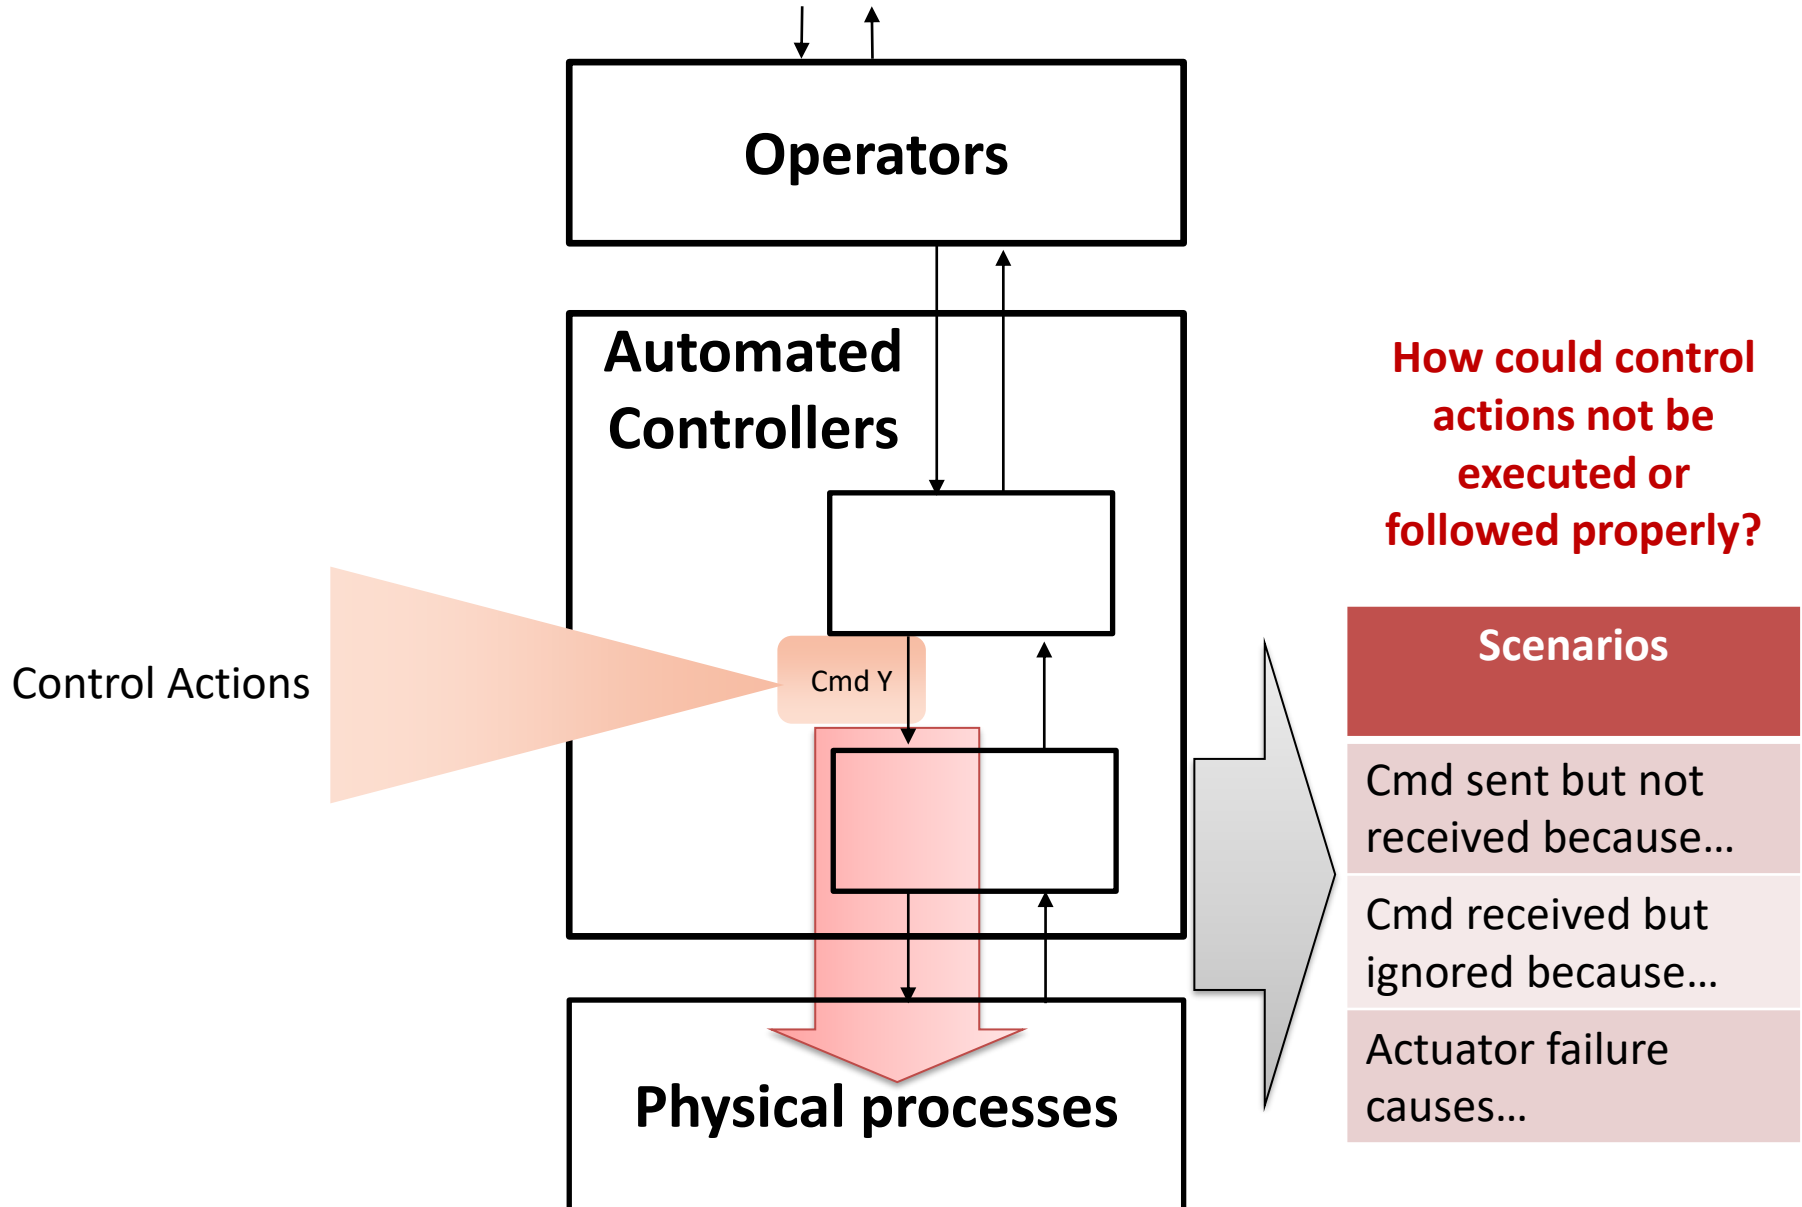 Operators
Automated
Controllers
How could control
actions not be
executed or
followed properly?
Control Actions
Cmd Y
Scenarios
Cmd sent but not
received because…
Cmd received but
ignored because…
Actuator failure
causes…
Physical processes